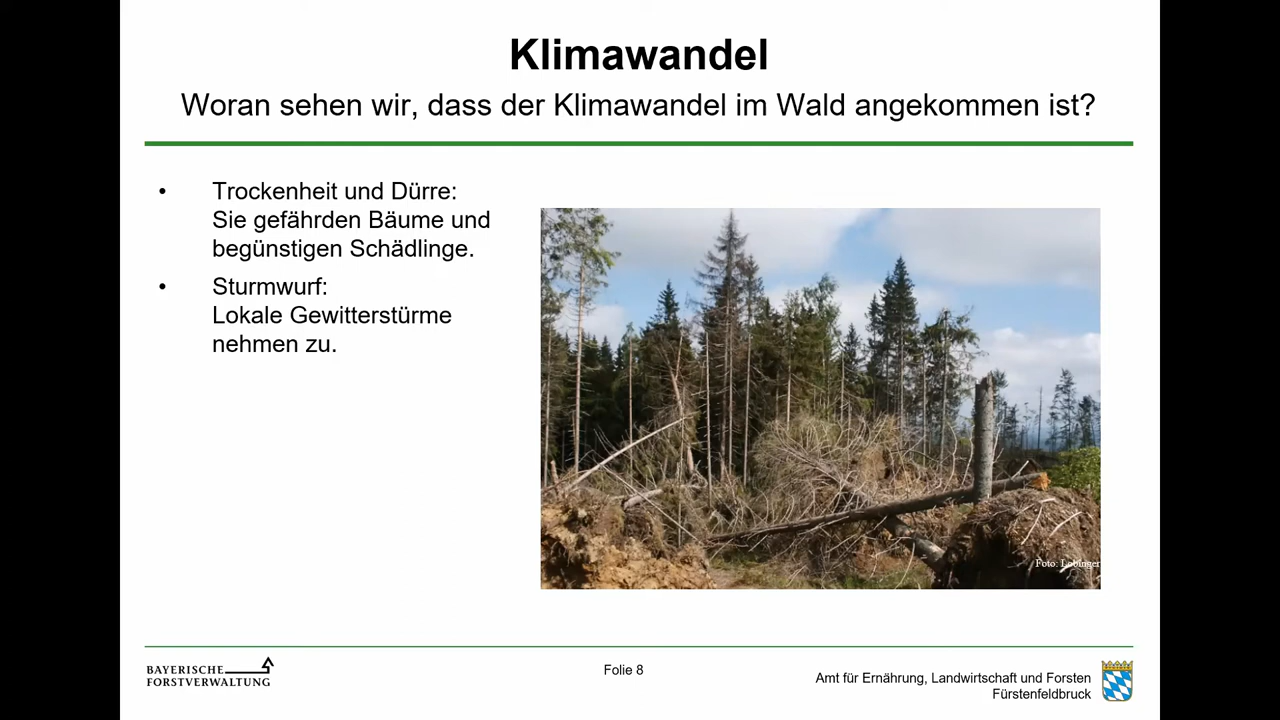 Klimawandel
Woran sehen wir, dass der Klimawandel im Wald angekommen ist?
• Trockenheit und Dürre:
Sie gefährden Bäume und
begünstigen Schädlinge.
• Sturmwurf:
Lokale Gewitterstürme
nehmen zu.
Foto: Lobinger
BAYERISCHE
FORSTVERWALTUNG
Folie 8
Amt für Ernährung, Landwirtschaft und Forsten
Fürstenfeldbruck